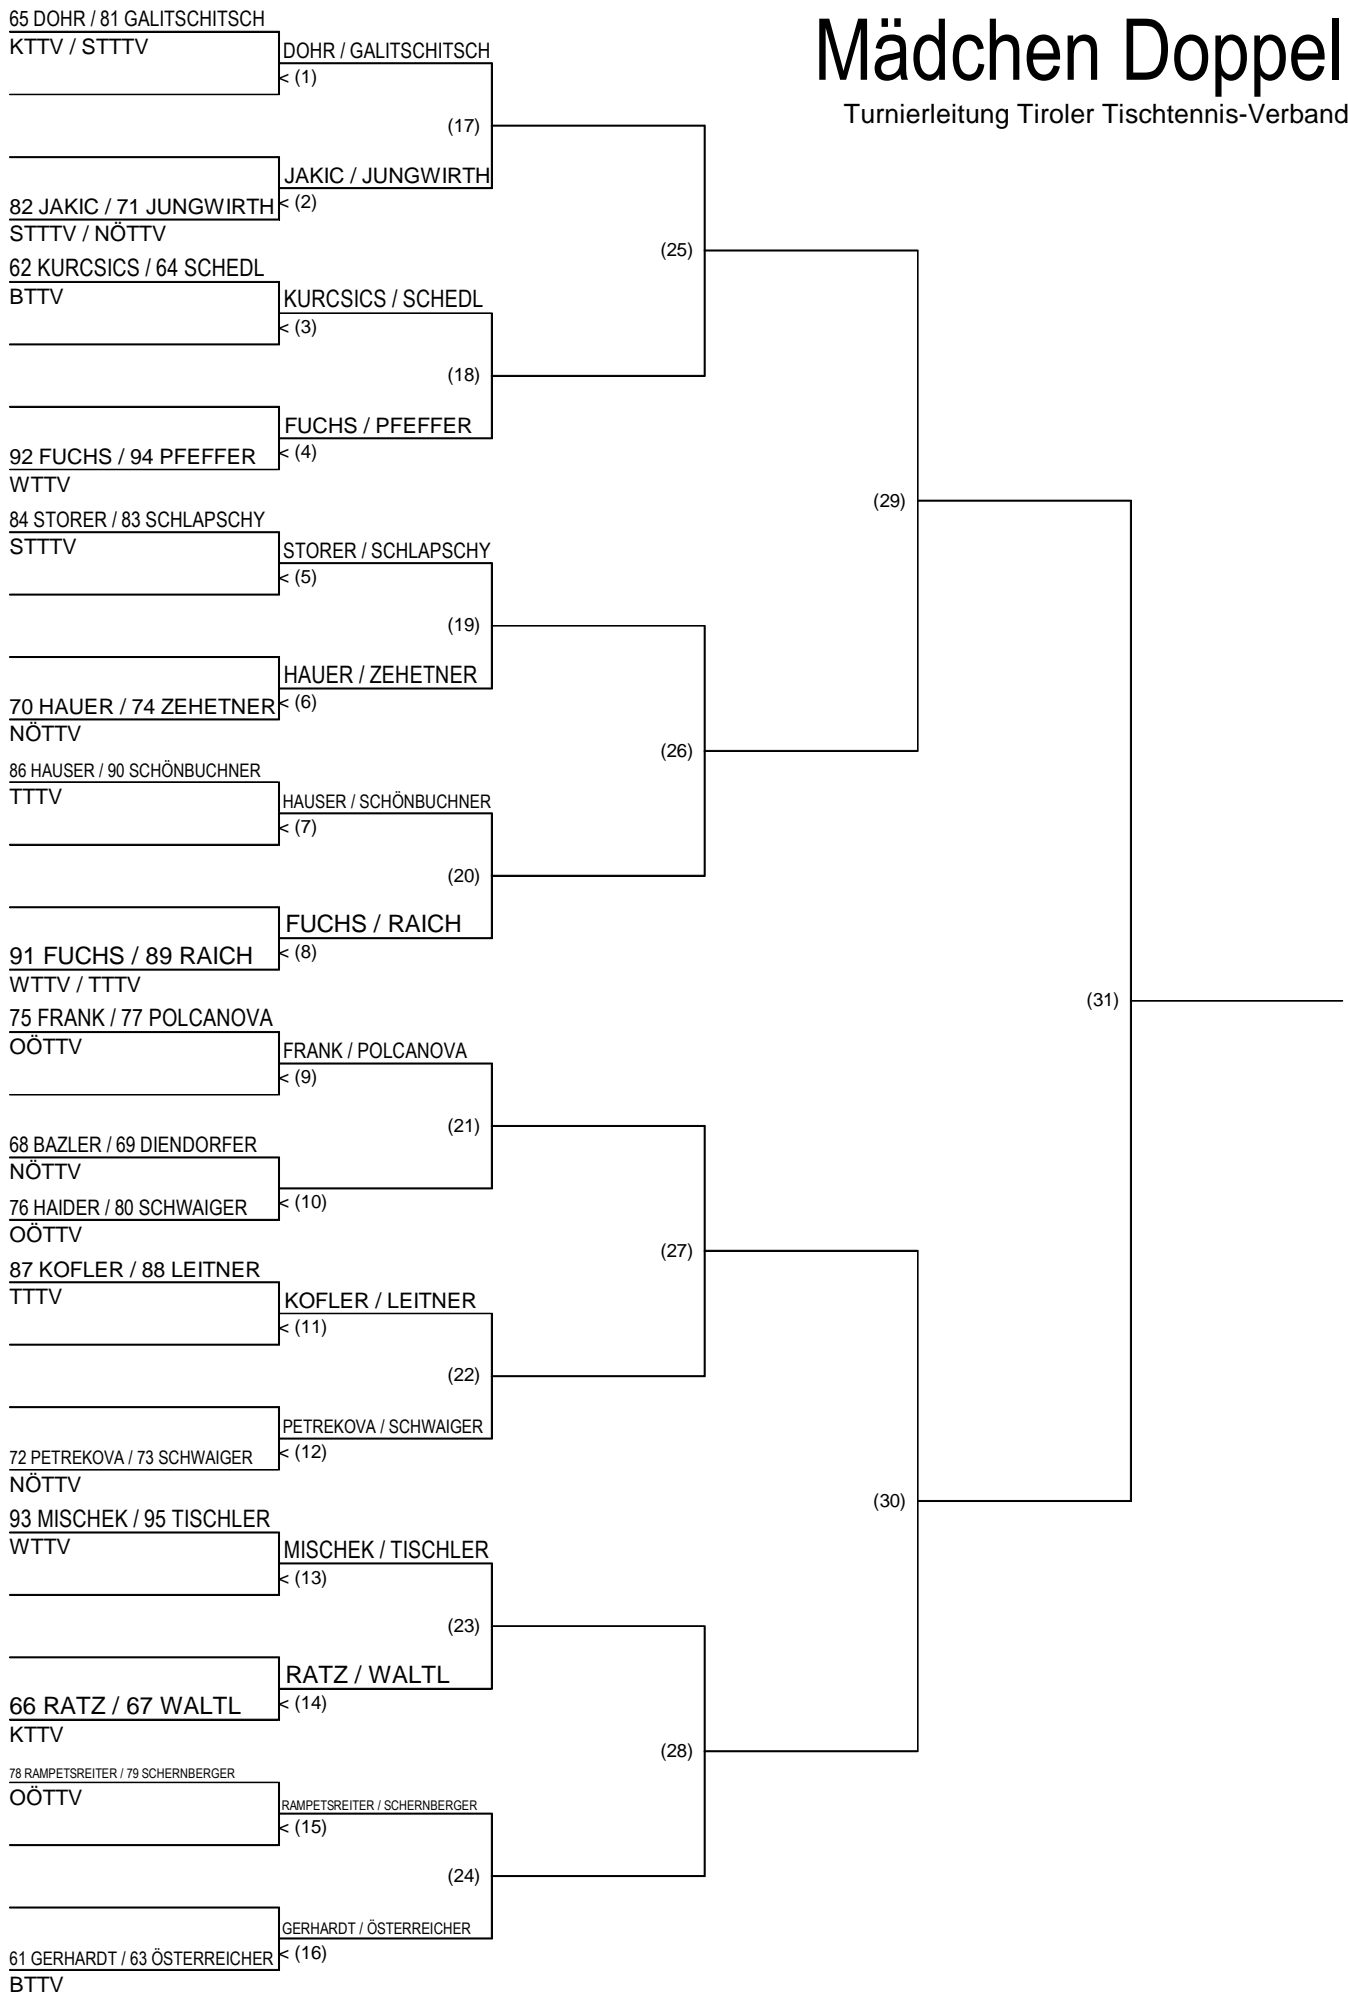 Mädchen Doppel
Turnierleitung Tiroler Tischtennis-Verband
65 DOHR / 81 GALITSCHITSCH
KTTV / STTTV
DOHR / GALITSCHITSCH
< (1)
(17)
JAKIC / JUNGWIRTH
82 JAKIC / 71 JUNGWIRTH
< (2)
STTTV / NÖTTV
(25)
62 KURCSICS / 64 SCHEDL
BTTV
KURCSICS / SCHEDL
< (3)
(18)
FUCHS / PFEFFER
92 FUCHS / 94 PFEFFER
< (4)
WTTV
(29)
84 STORER / 83 SCHLAPSCHY
STTTV
STORER / SCHLAPSCHY
< (5)
(19)
HAUER / ZEHETNER
70 HAUER / 74 ZEHETNER
< (6)
NÖTTV
(26)
86 HAUSER / 90 SCHÖNBUCHNER
TTTV
HAUSER / SCHÖNBUCHNER
< (7)
(20)
FUCHS / RAICH
91 FUCHS / 89 RAICH
< (8)
WTTV / TTTV
(31)
75 FRANK / 77 POLCANOVA
OÖTTV
FRANK / POLCANOVA
< (9)
(21)
68 BAZLER / 69 DIENDORFER
NÖTTV
76 HAIDER / 80 SCHWAIGER
< (10)
OÖTTV
(27)
87 KOFLER / 88 LEITNER
TTTV
KOFLER / LEITNER
< (11)
(22)
PETREKOVA / SCHWAIGER
72 PETREKOVA / 73 SCHWAIGER
< (12)
NÖTTV
(30)
93 MISCHEK / 95 TISCHLER
WTTV
MISCHEK / TISCHLER
< (13)
(23)
RATZ / WALTL
66 RATZ / 67 WALTL
< (14)
KTTV
(28)
78 RAMPETSREITER / 79 SCHERNBERGER
OÖTTV
RAMPETSREITER / SCHERNBERGER
< (15)
(24)
GERHARDT / ÖSTERREICHER
61 GERHARDT / 63 ÖSTERREICHER
< (16)
BTTV